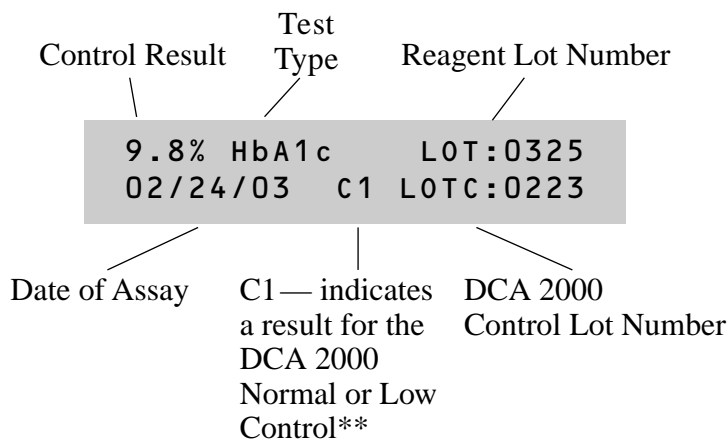 Control Result
Test
Type
Reagent Lot Number
9.8% HbA1c LOT:0325
02/24/03 C1 LOTC:0223
Date of Assay
C1 — indicates
a result for the
DCA 2000
Normal or Low
Control**
DCA 2000
Control Lot Number